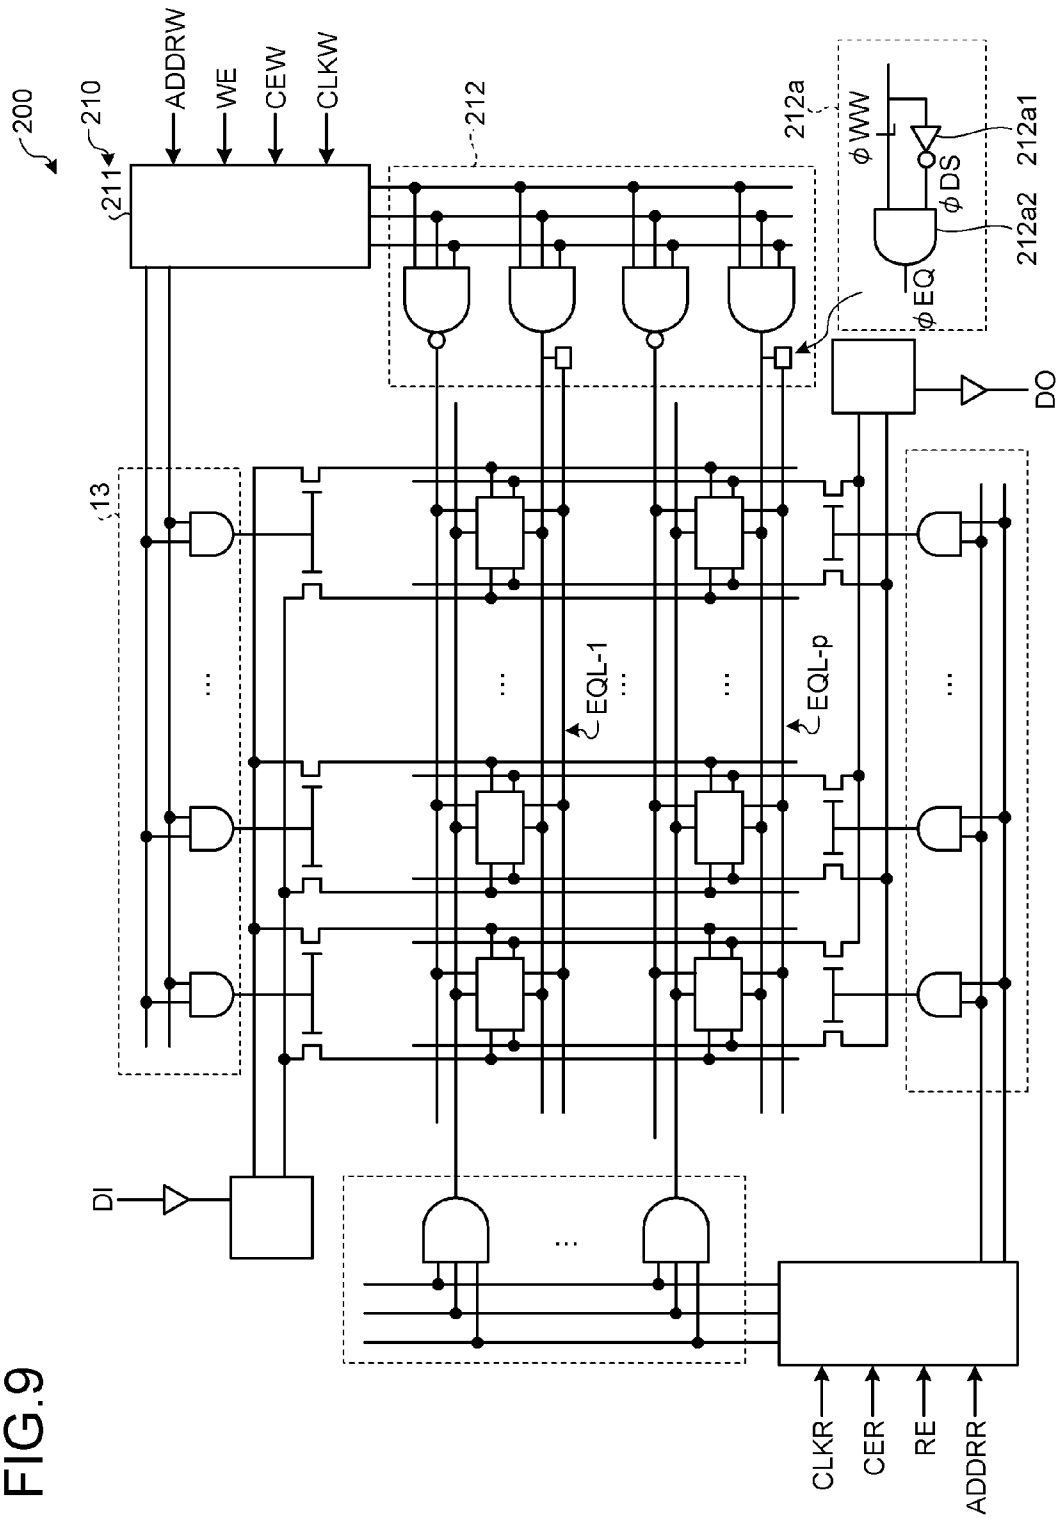 FIG.9
200
210
211
ADDRW
WE
CEW
CLKW
212
212a
φWW
212a1
φDS
212a2
φEQ
13
...
...
EQL-1
...
...
EQL-p
...
DO
DI
...
CLKR
CER
RE
ADDRR